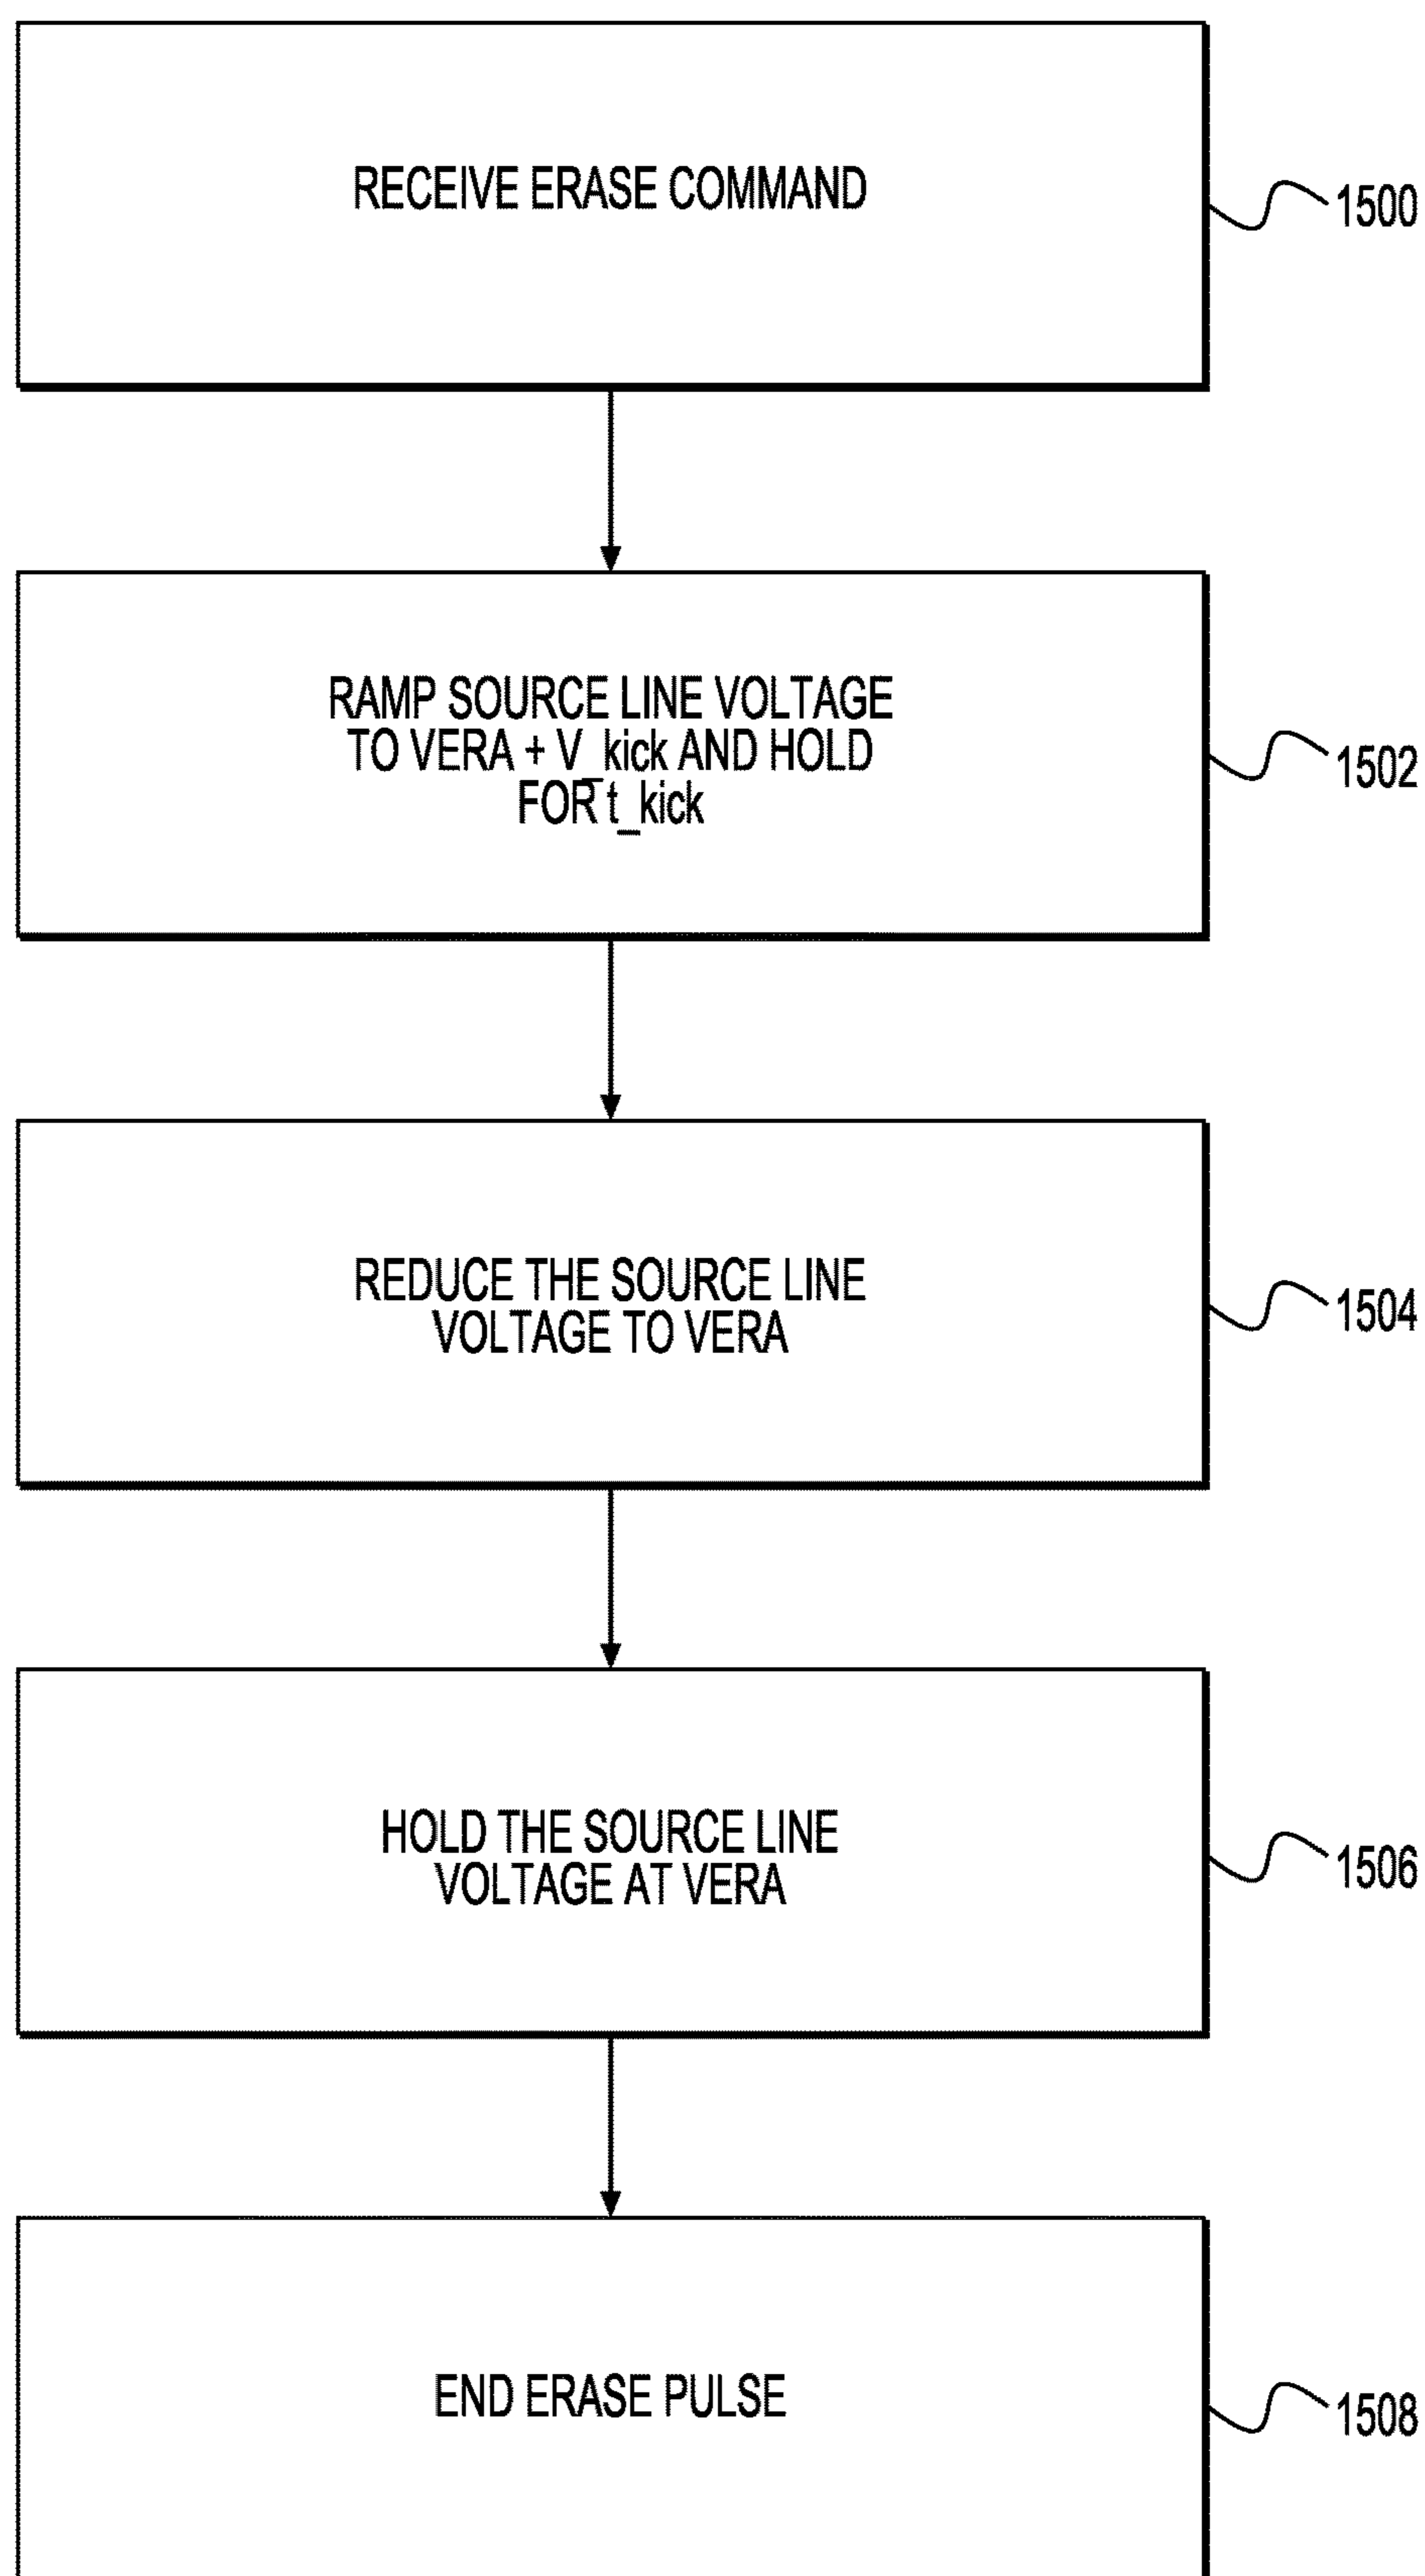 RECEIVE ERASE COMMAND
1500
RAMP SOURCE LINE VOLTAGE
TO VERA + V_kick AND HOLD
FOR t_kick
1502
REDUCE THE SOURCE LINE
VOLTAGE TO VERA
1504
HOLD THE SOURCE LINE
VOLTAGE AT VERA
1506
END ERASE PULSE
1508